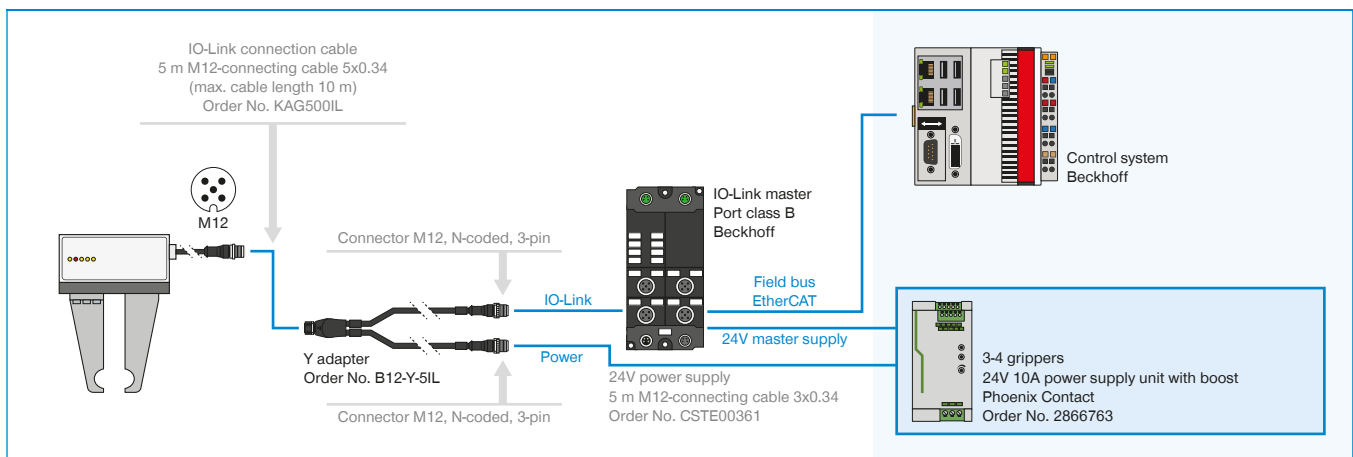 IO-Link connection cable
5 m M12-connecting cable 5x0.34
(max. cable length 10 m)
Order No. KAG500IL
M12
Connector M12, N-coded, 3-pin
Y adapter
Order No. B12-Y-5IL
Connector M12, N-coded, 3-pin
IO-Link
Power
IO-Link master
Port class B
Beckhoff
Field bus
EtherCAT
24V master supply
24V power supply
5 m M12-connecting cable 3x0.34
Order No. CSTE00361
Control system
Beckhoff
3-4 grippers
24V 10A power supply unit with boost
Phoenix Contact
Order No. 2866763